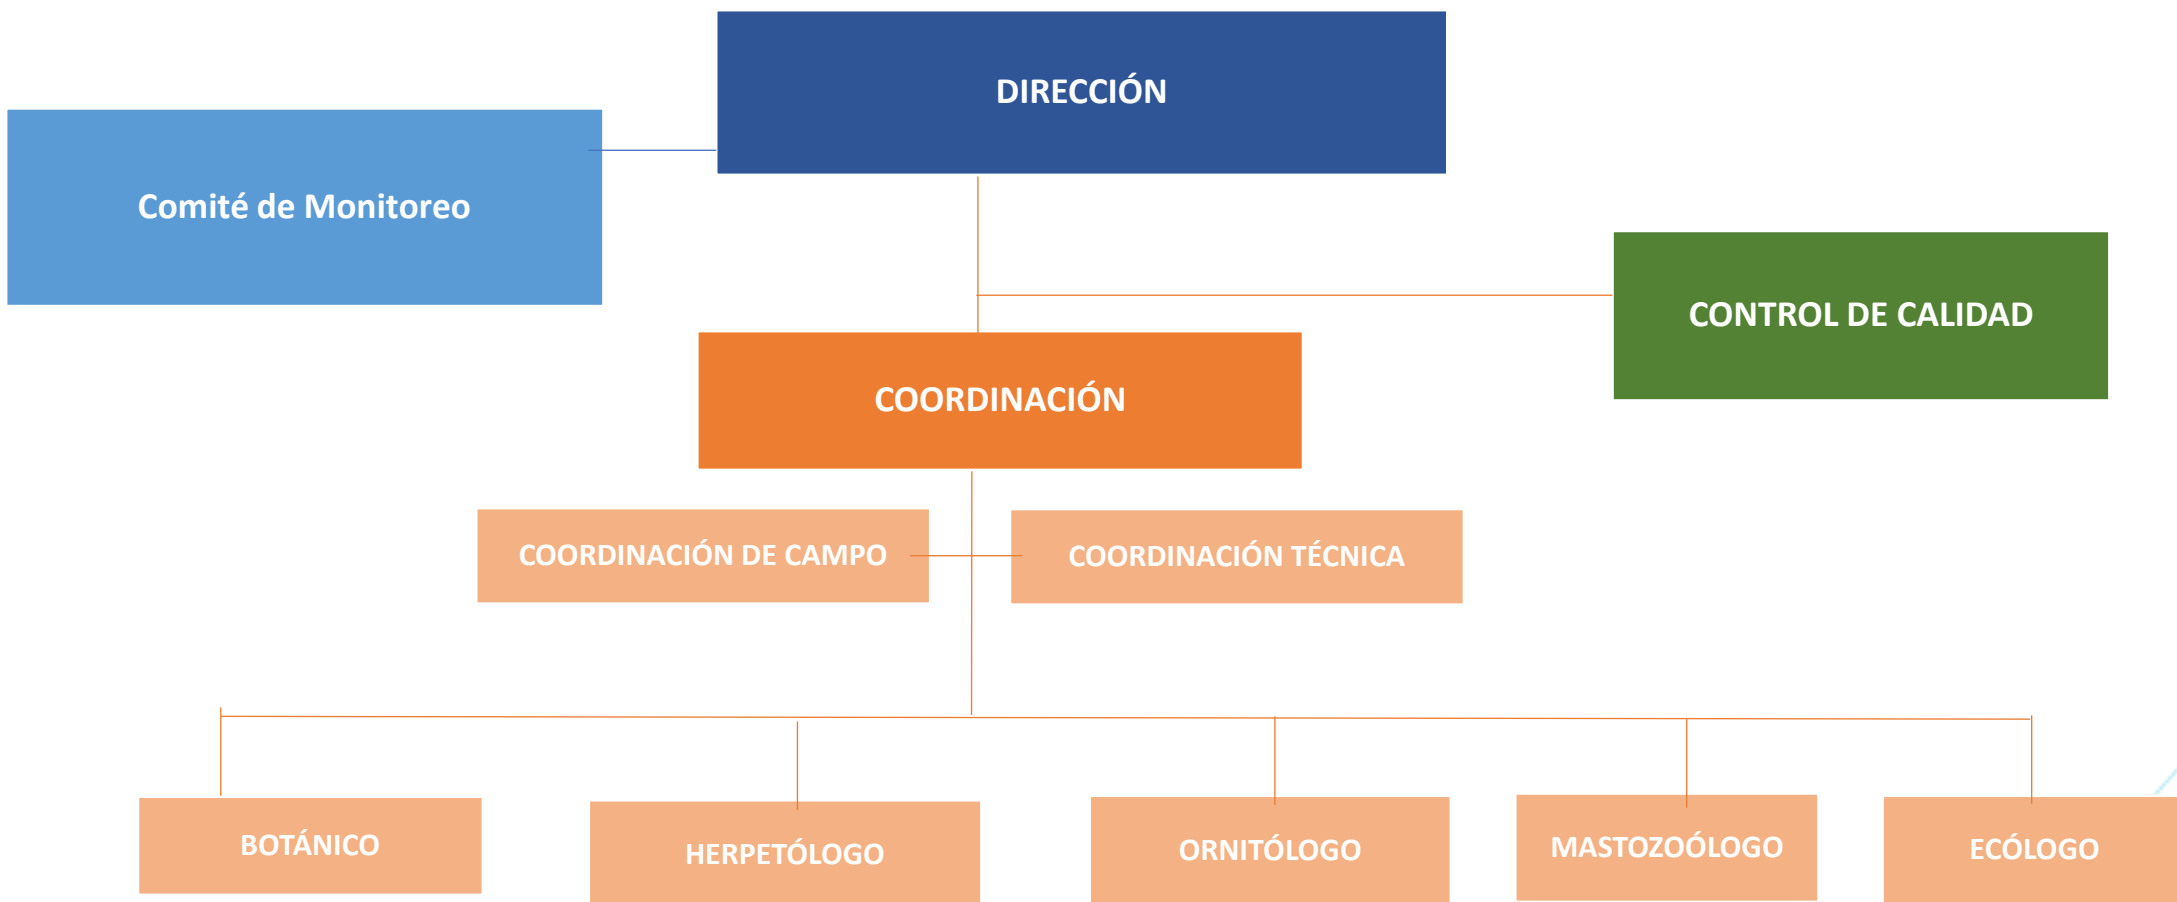 DIRECCIÓN
Comité de Monitoreo
CONTROL DE CALIDAD
COORDINACIÓN
COORDINACIÓN DE CAMPO
COORDINACIÓN TÉCNICA
BOTÁNICO
HERPETÓLOGO
ORNITÓLOGO
MASTOZOÓLOGO
ECÓLOGO